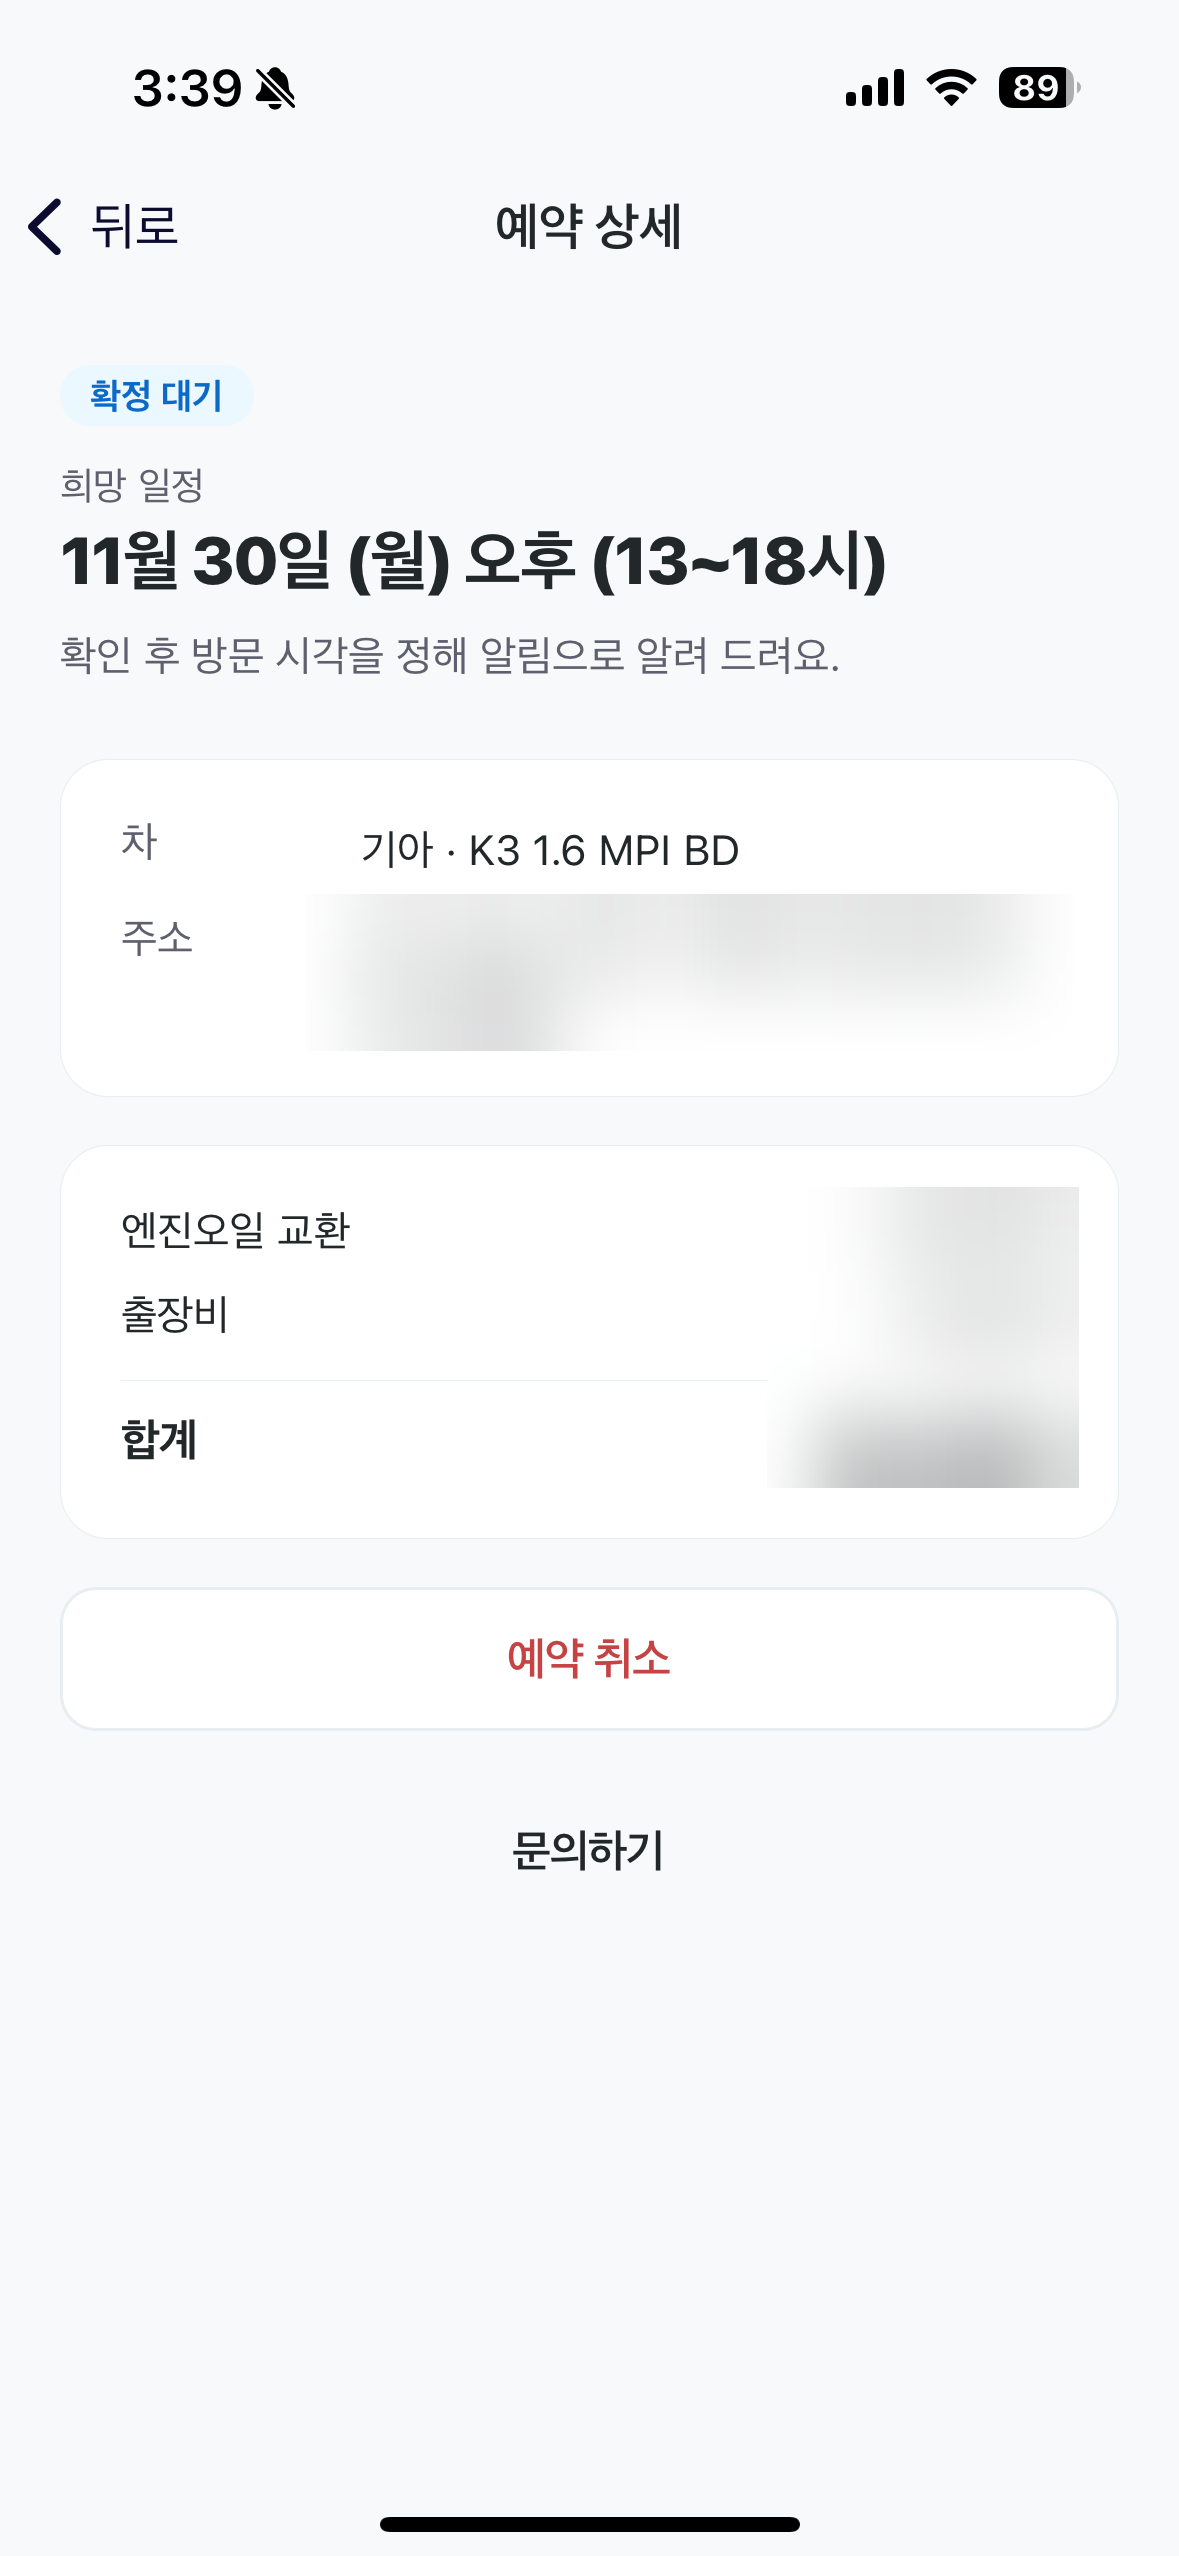 3:39
89
뒤로
예약 상세
확정 대기
희망 일정
11월 30일 (월) 오후 (13~18시)
확인 후 방문 시각을 정해 알림으로 알려 드려요.
차
기아 · K3 1.6 MPI BD
주소
엔진오일 교환
출장비
합계
예약 취소
문의하기